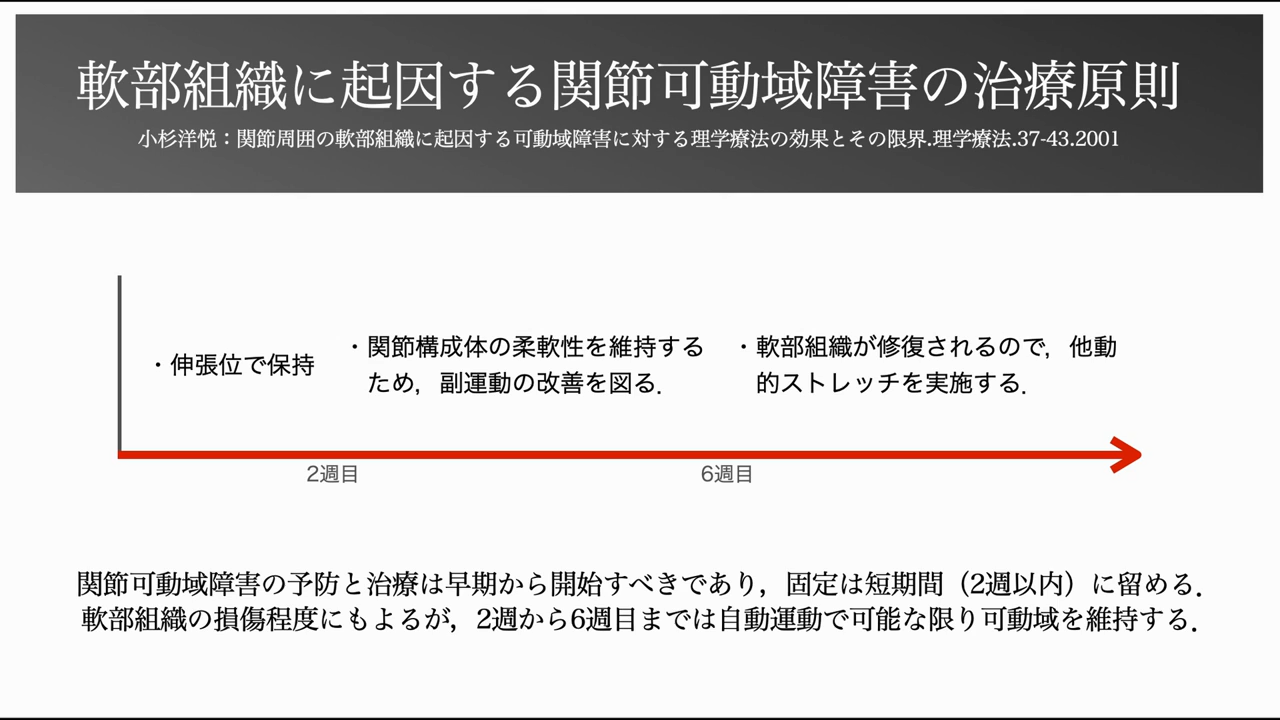 軟部組織に起因する関節可動域障害の治療原則
小杉洋悦：関節周囲の軟部組織に起因する可動域障害に対する理学療法の効果とその限界.理学療法.37-43.2001
・伸張位で保持
・関節構成体の柔軟性を維持する
ため，副運動の改善を図る．
・軟部組織が修復されるので，他動
的ストレッチを実施する．
2週目
6週目
関節可動域障害の予防と治療は早期から開始すべきであり，固定は短期間（2週以内）に留める．
軟部組織の損傷程度にもよるが，2週から6週目までは自動運動で可能な限り可動域を維持する．